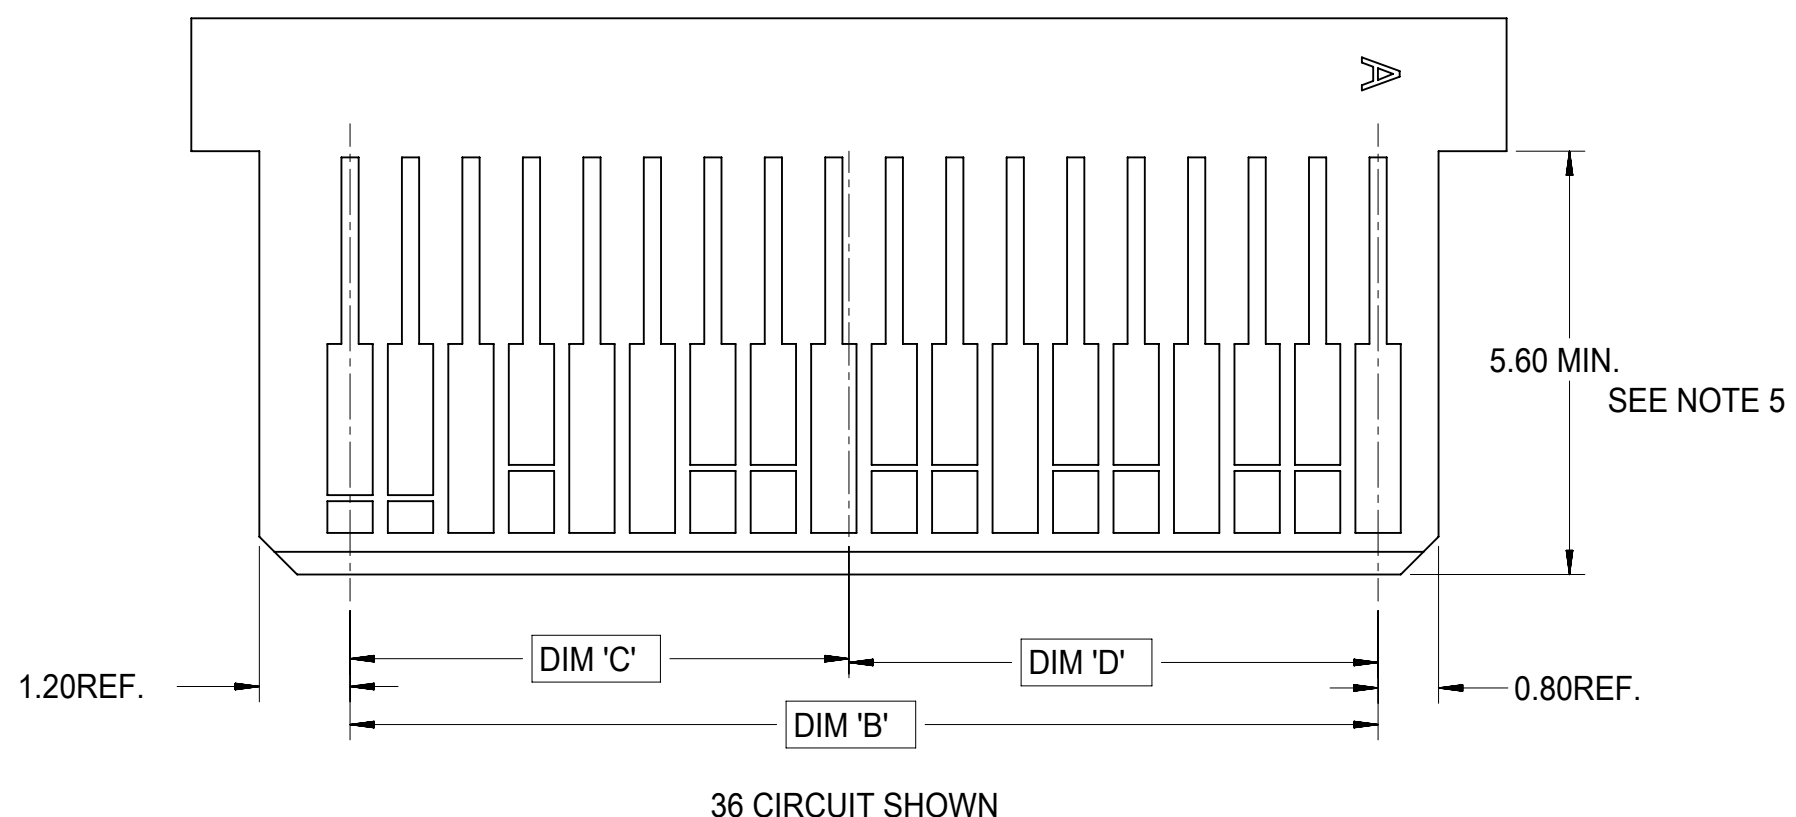 A
5.60 MIN.
SEE NOTE 5
DIM 'C'
DIM 'D'
1.20REF.
0.80REF.
DIM 'B'
36 CIRCUIT SHOWN